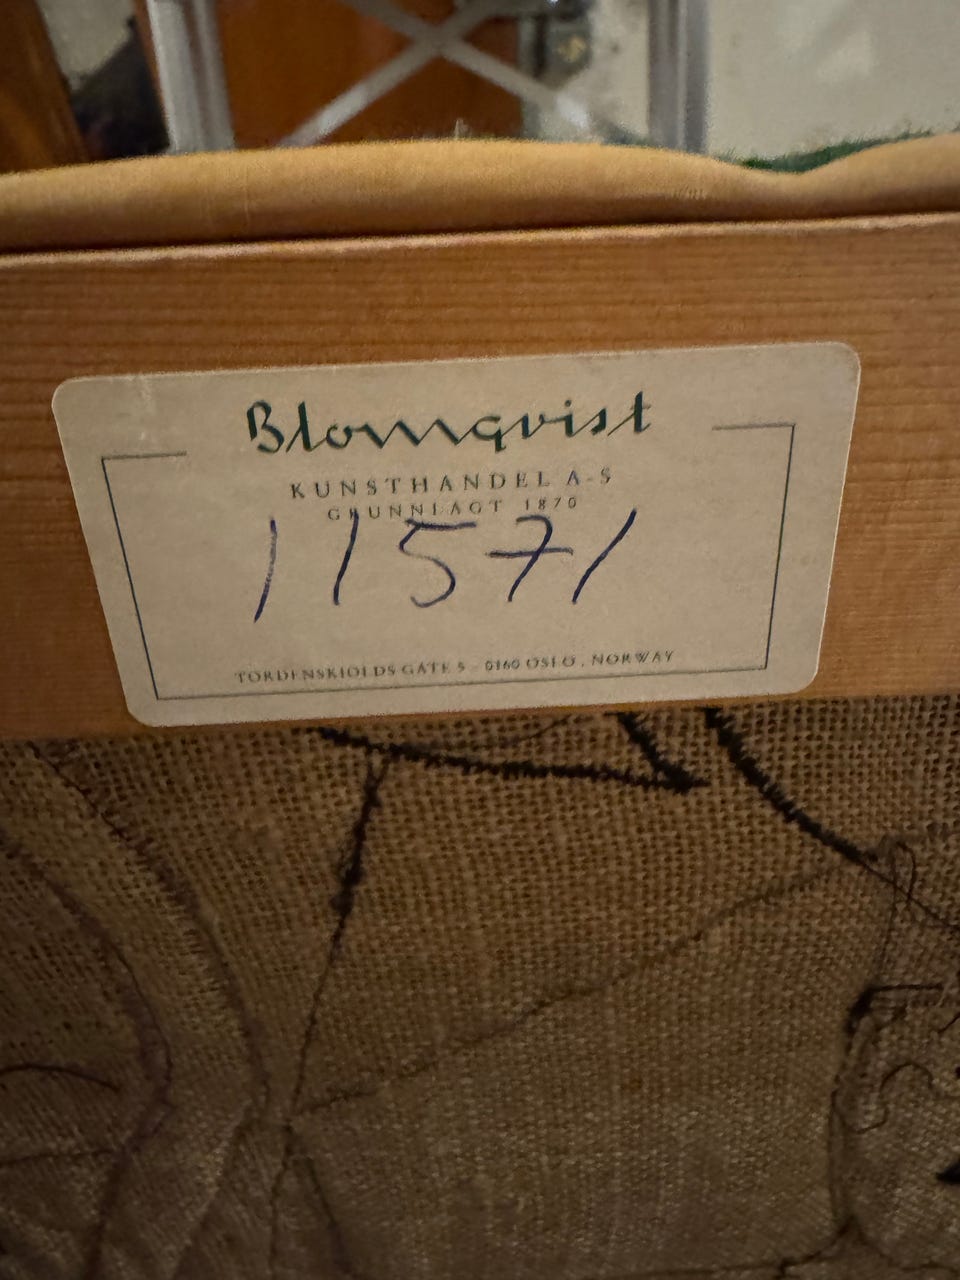 Blomqvist
KUNSTHANDEL A-S
GRUNNLAGT 1870
11571
TORDENSKIOLDS GATE 5 - 0160 OSLO, NORWAY